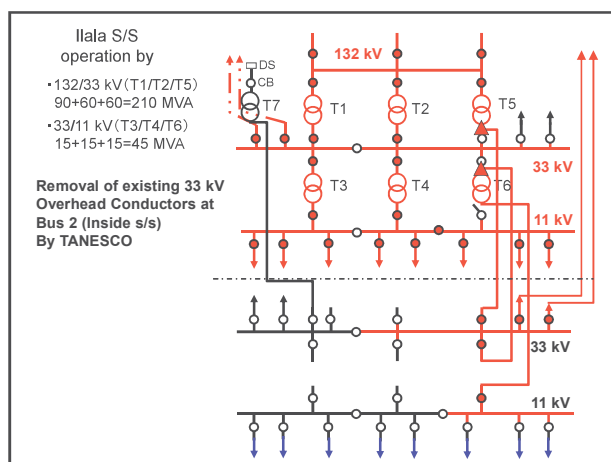 Ilala S/S
operation by
・132/33 kV(T1/T2/T5)
90+60+60=210 MVA
・33/11 kV(T3/T4/T6)
15+15+15=45 MVA
Removal of existing 33 kV
Overhead Conductors at
Bus 2 (Inside s/s)
By TANESCO
DS
CB
T7
132 kV
T1
T2
T5
33 kV
T3
T4
T6
11 kV
33 kV
11 kV